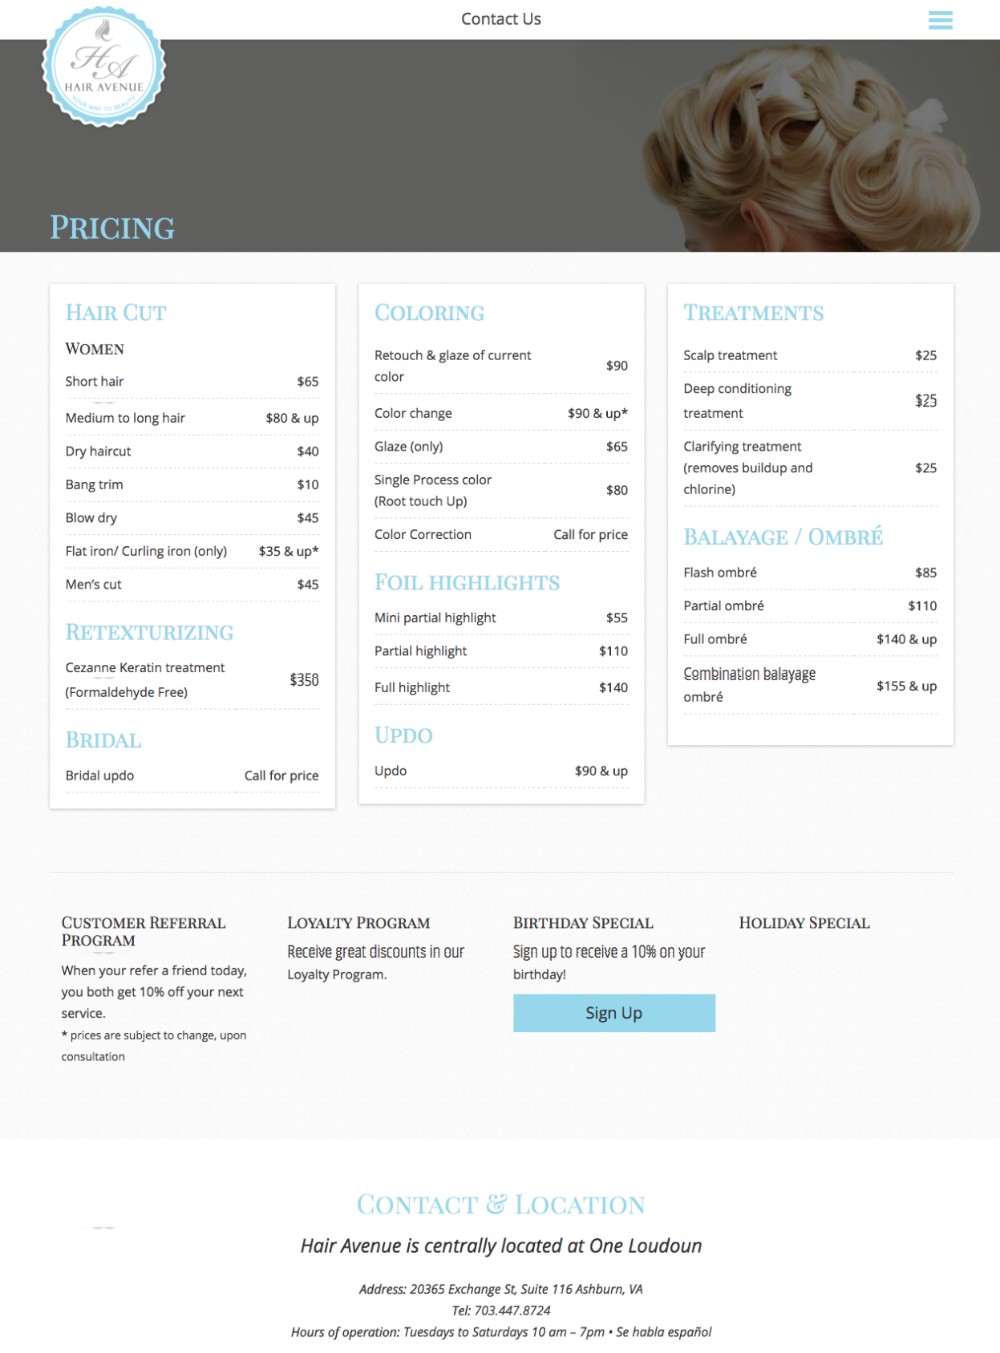 Contact Us
HA
HAIR AVENUE
YOUR WAY TO BEAUTY
Pricing
Hair Cut
Women
Short hair $65
Medium to long hair $80 & up
Dry haircut $40
Bang trim $10
Blow dry $45
Flat iron/ Curling iron (only) $35 & up*
Men's cut $45
Retexturizing
Cezanne Keratin treatment
(Formaldehyde Free) $350
Bridal
Bridal updo Call for price
Coloring
Retouch & glaze of current
color $90
Color change $90 & up*
Glaze (only) $65
Single Process color
(Root touch Up) $80
Color Correction Call for price
Foil highlights
Mini partial highlight $55
Partial highlight $110
Full highlight $140
Updo
Updo $90 & up
Treatments
Scalp treatment $25
Deep conditioning
treatment $25
Clarifying treatment
(removes buildup and
chlorine) $25
Balayage / Ombré
Flash ombré $85
Partial ombré $110
Full ombré $140 & up
Combination balayage
ombré $155 & up
Customer Referral
Program
When your refer a friend today,
you both get 10% off your next
service.
* prices are subject to change, upon
consultation
Loyalty Program
Receive great discounts in our
Loyalty Program.
Birthday Special
Sign up to receive a 10% on your
birthday!
Sign Up
Holiday Special
Contact & Location
Hair Avenue is centrally located at One Loudoun
Address: 20365 Exchange St, Suite 116 Ashburn, VA
Tel: 703.447.8724
Hours of operation: Tuesdays to Saturdays 10 am – 7pm • Se habla español